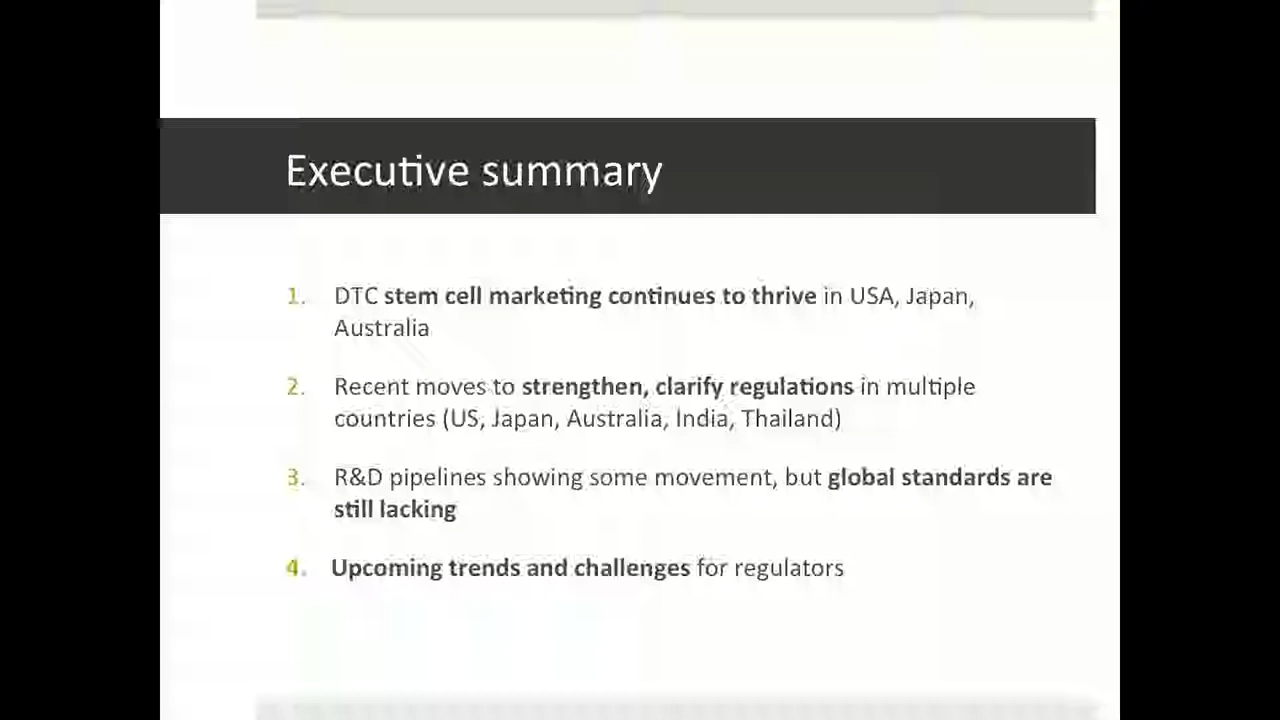 Executive summary
1. DTC stem cell marketing continues to thrive in USA, Japan,
Australia
2. Recent moves to strengthen, clarify regulations in multiple
countries (US, Japan, Australia, India, Thailand)
3. R&D pipelines showing some movement, but global standards are
still lacking
4. Upcoming trends and challenges for regulators